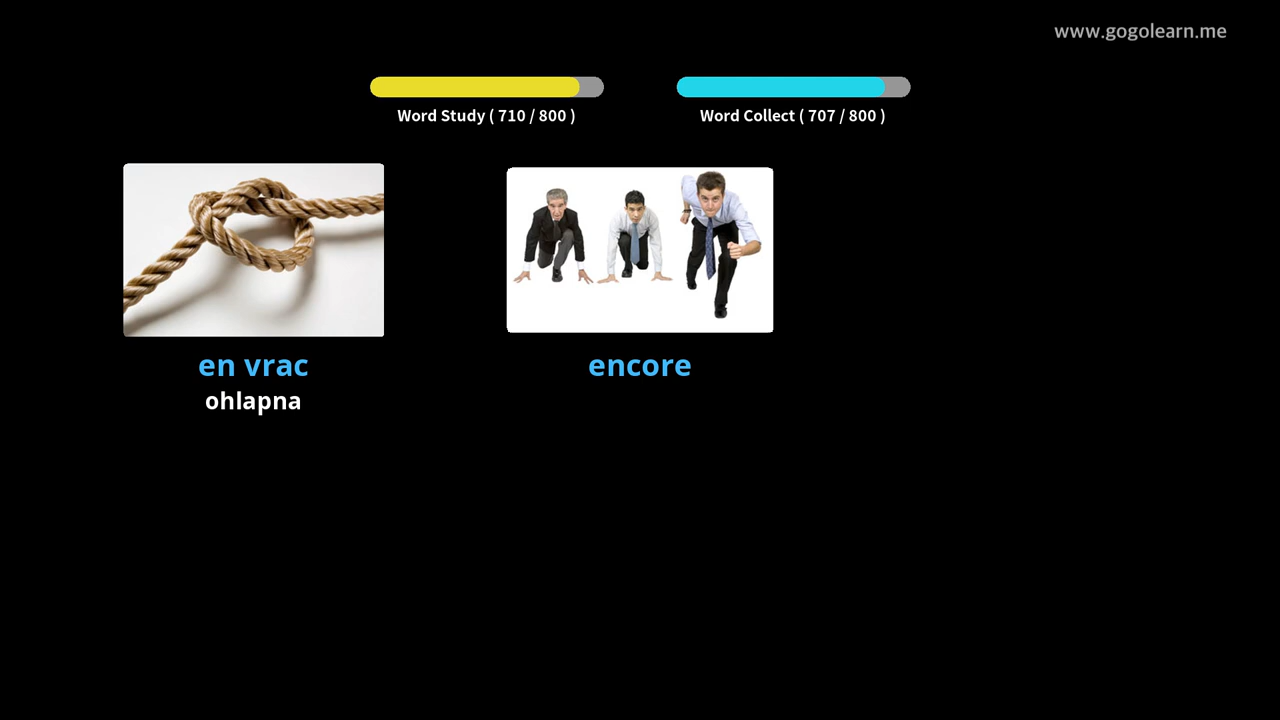 www.gogolearn.me
Word Study ( 710 / 800 )
Word Collect ( 707 / 800 )
en vrac
ohlapna
encore